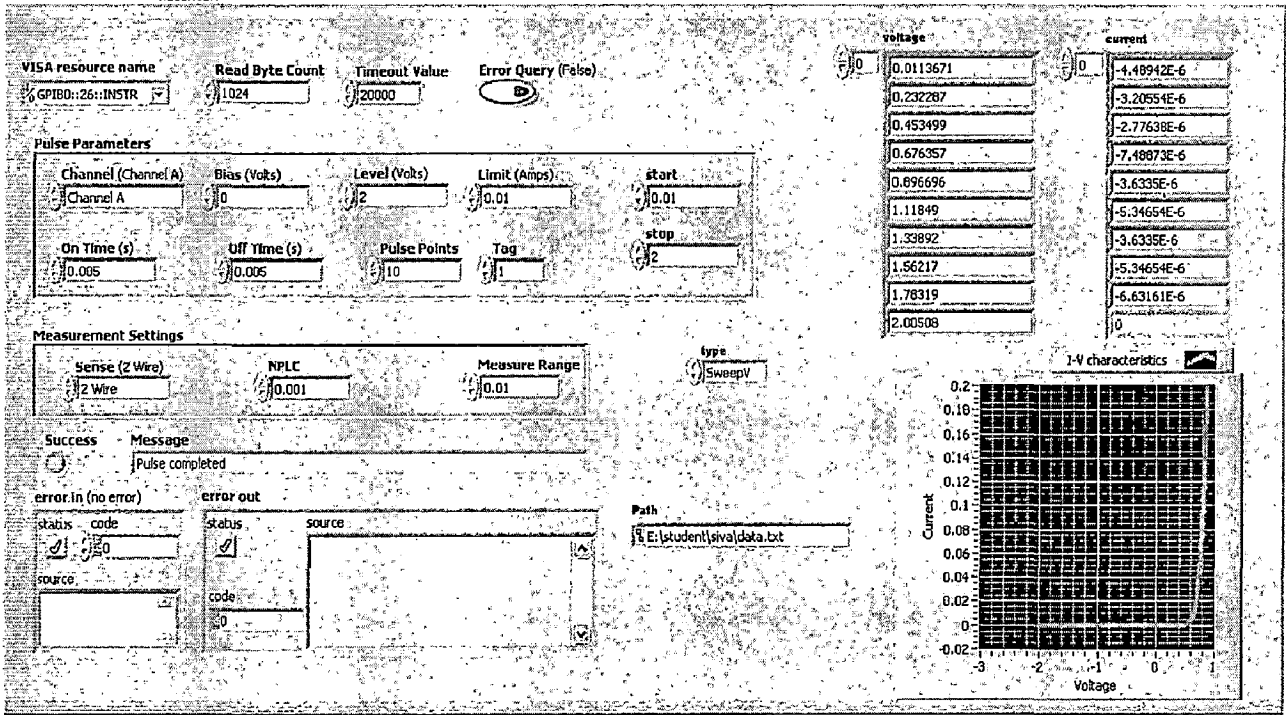 voltage current
VISA resource name Read Byte Count Timeout Value Error Query (False)
GPIB0::26::INSTR 1024 20000
0 0.0113671 0 -4.48942E-6
0.232287 -3.20554E-6
0.453499 -2.77638E-6
0.676357 -7.48873E-6
0.896696 -3.6335E-6
1.11849 -5.34654E-6
1.33892 -3.6335E-6
1.56217 -5.34654E-6
1.78319 -6.63161E-6
2.00508 0
Pulse Parameters
Channel (Channel A) Bias (Volts) Level (Volts) Limit (Amps) start
Channel A 0 2 0.01 0.01
On Time (s) Off Time (s) Pulse Points Tag stop
0.005 0.005 10 1 2
Measurement Settings
Sense (2 Wire) NPLC Measure Range type
2 Wire 0.001 0.01 SweepV
Success Message
Pulse completed
error in (no error) error out
status code status source
0
source
code
0
Path
E:\student\siva\data.txt
I-V characteristics
0.2
0.18
0.16
0.14
0.12
0.1
0.08
0.06
0.04
0.02
0
-0.02
Current
-3 -2 -1 0 1
Voltage